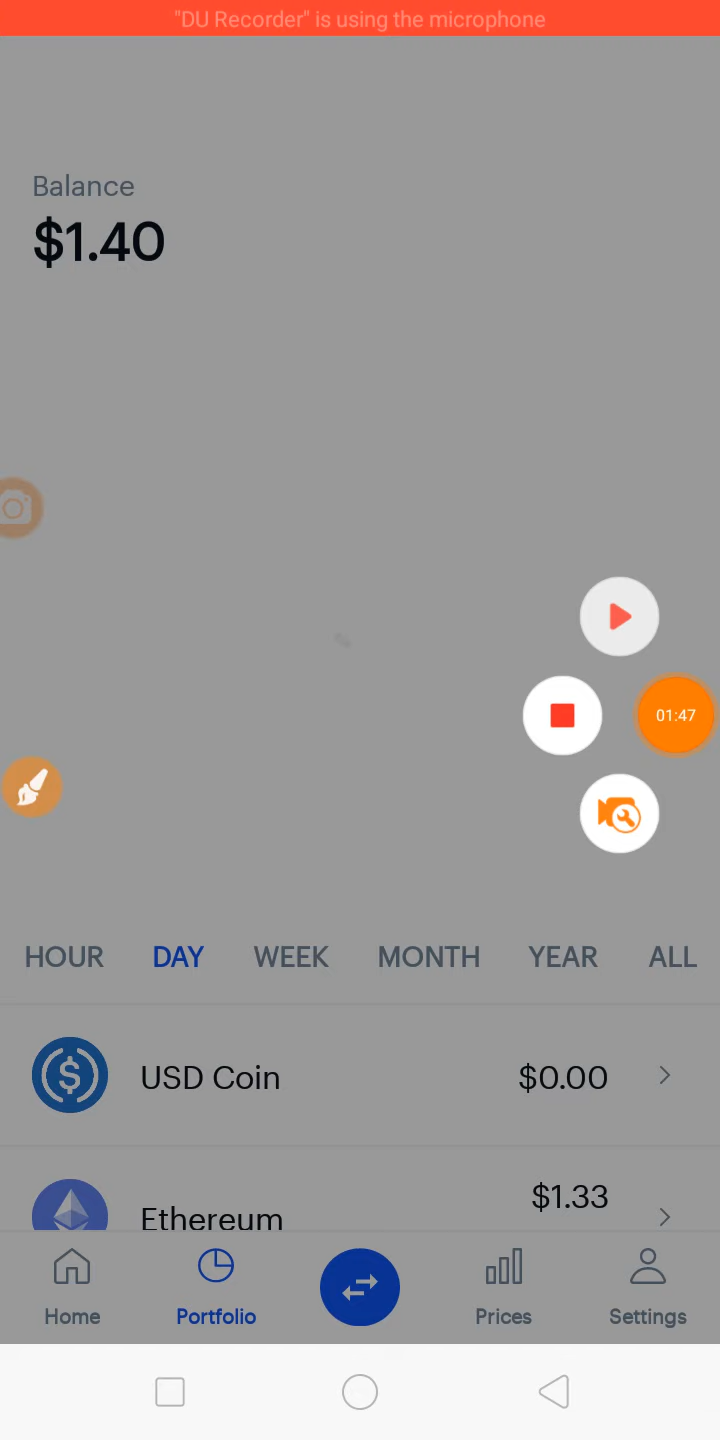 "DU Recorder" is using the microphone
Balance
$1.40
01:47
HOUR DAY WEEK MONTH YEAR ALL
USD Coin $0.00
Ethereum $1.33
Home Portfolio Prices Settings